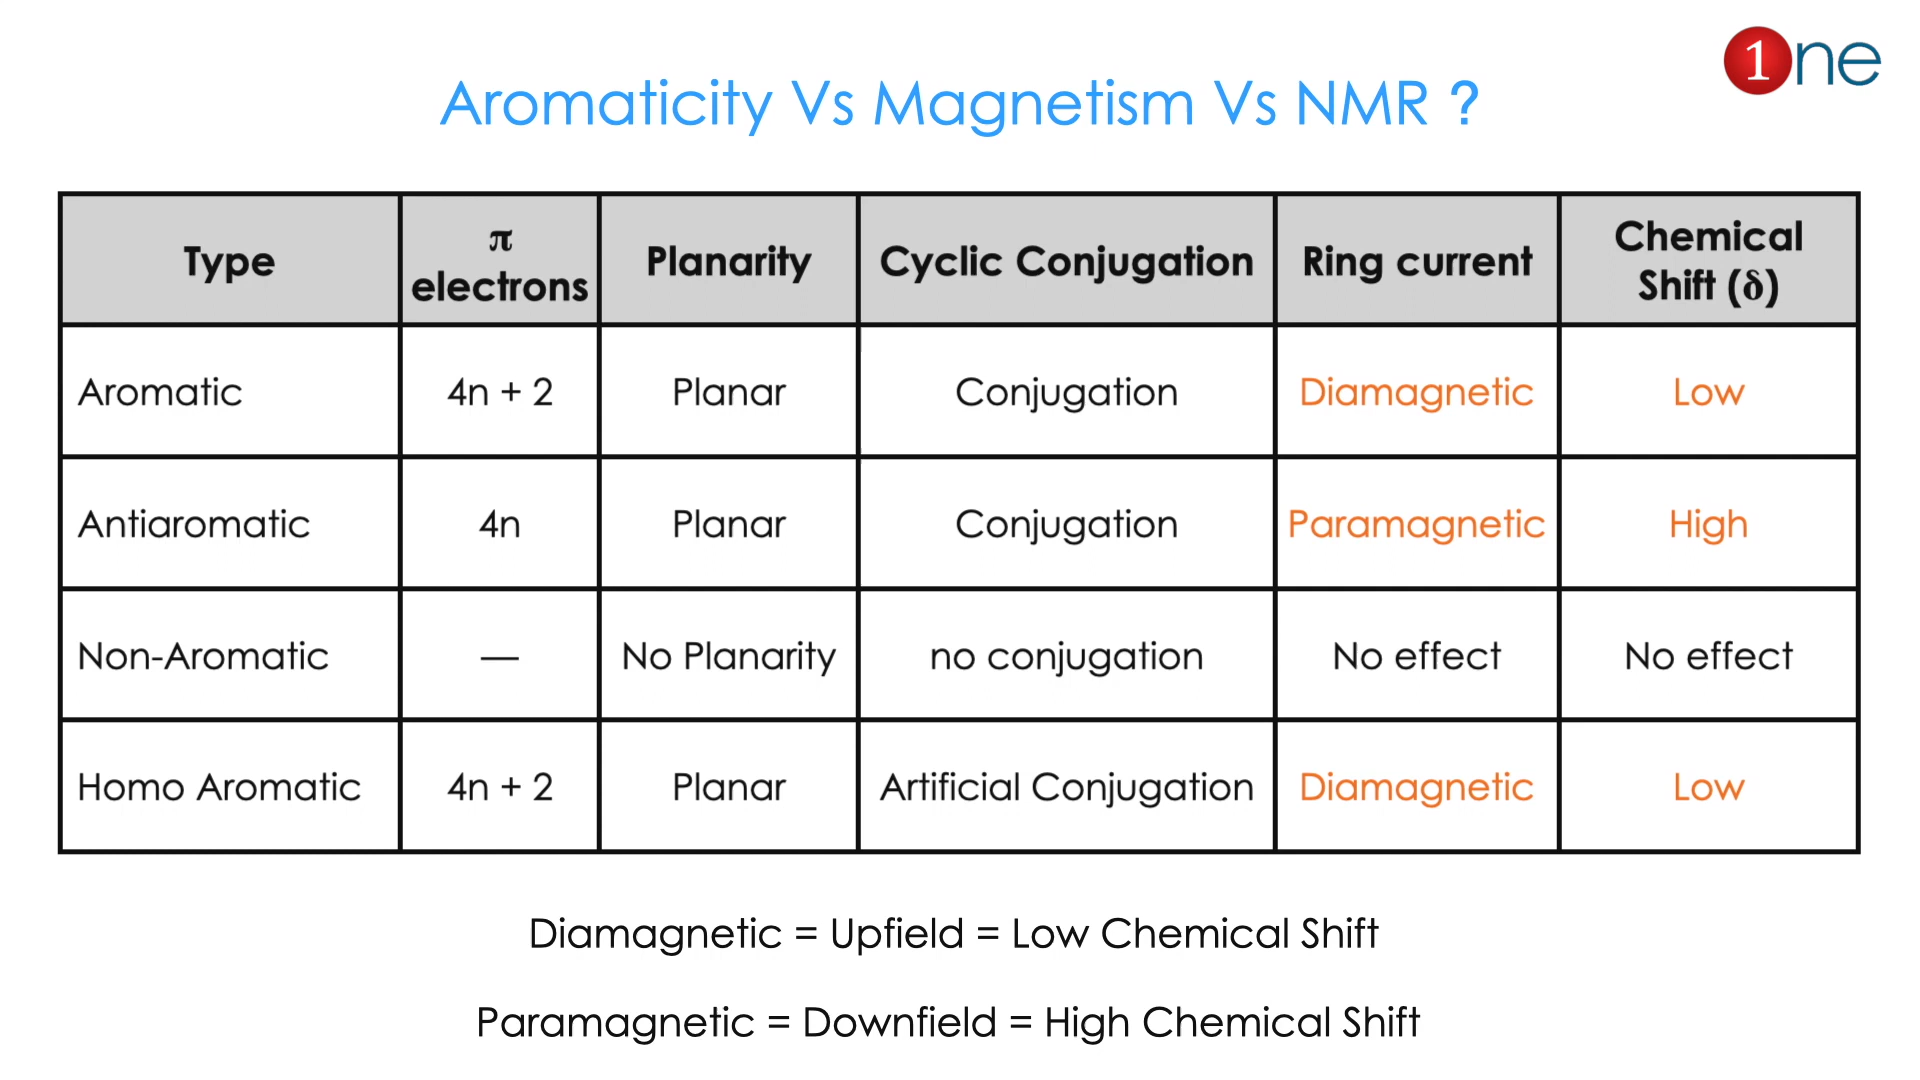 1ne
Aromaticity Vs Magnetism Vs NMR ?
Type
π
electrons
Planarity
Cyclic Conjugation
Ring current
Chemical
Shift (δ)
Aromatic
4n + 2
Planar
Conjugation
Diamagnetic
Low
Antiaromatic
4n
Planar
Conjugation
Paramagnetic
High
Non-Aromatic
—
No Planarity
no conjugation
No effect
No effect
Homo Aromatic
4n + 2
Planar
Artificial Conjugation
Diamagnetic
Low
Diamagnetic = Upfield = Low Chemical Shift
Paramagnetic = Downfield = High Chemical Shift